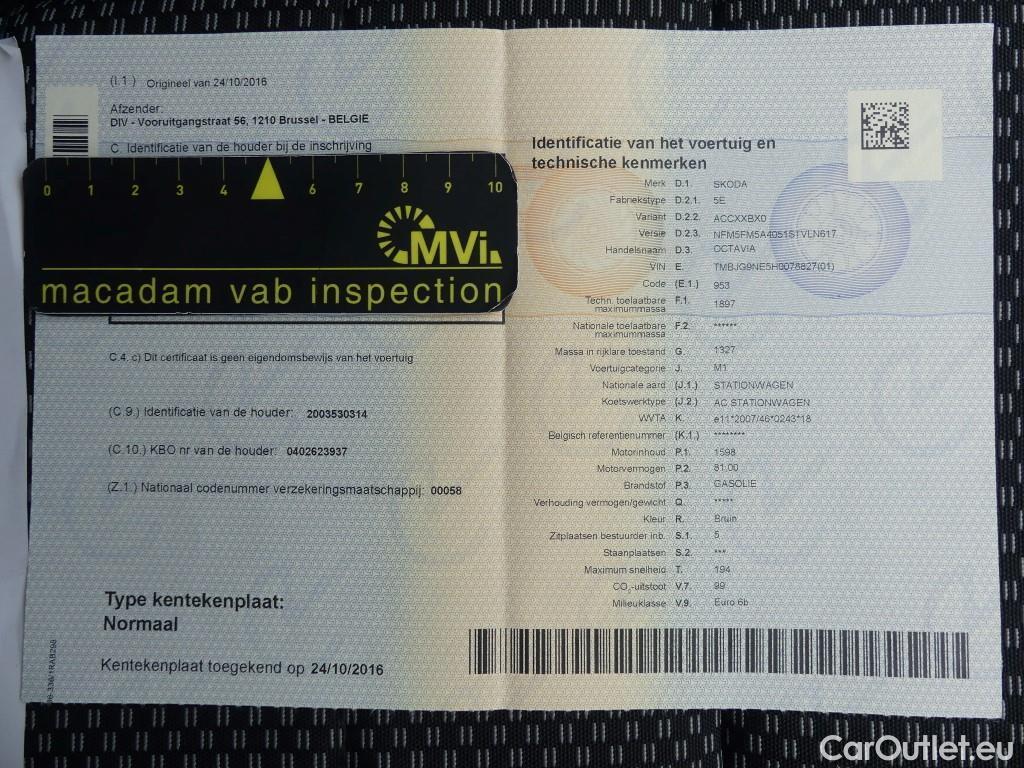 (I.1.) Origineel van 24/10/2016
Afzender:
DIV - Vooruitgangstraat 56, 1210 Brussel - BELGIE
C. Identificatie van de houder bij de inschrijving
0 1 2 3 4 6 7 8 9 10
MVi.
macadam vab inspection
C.4. c) Dit certificaat is geen eigendomsbewijs van het voertuig
(C.9.) Identificatie van de houder: 2003530314
(C.10.) KBO nr van de houder: 0402623937
(Z.1.) Nationaal codenummer verzekeringsmaatschappij: 00058
Type kentekenplaat:
Normaal
Kentekenplaat toegekend op 24/10/2016
Identificatie van het voertuig en
technische kenmerken
Merk D.1. SKODA
Fabriekstype D.2.1. 5E
Variant D.2.2. ACCXXBX0
Versie D.2.3. NFM5FM5A4051STVLN617
Handelsnaam D.3. OCTAVIA
VIN E. TMBJG9NE5H0078827(01)
Code (E.1.) 953
Techn. toelaatbare
maximummassa F.1. 1897
Nationale toelaatbare
maximummassa F.2. ******
Massa in rijklare toestand G. 1327
Voertuigcategorie J. M1
Nationale aard (J.1.) STATIONWAGEN
Koetswerktype (J.2.) AC STATIONWAGEN
WVTA K. e11*2007/46*0243*18
Belgisch referentienummer (K.1.) ********
Motorinhoud P.1. 1598
Motorvermogen P.2. 81.00
Brandstof P.3. GASOLIE
Verhouding vermogen/gewicht Q. *****
Kleur R. Bruin
Zitplaatsen bestuurder inb. S.1. 5
Staanplaatsen S.2. ***
Maximum snelheid T. 194
CO₂-uitstoot V.7. 99
Milieuklasse V.9. Euro 6b
CarOutlet.eu